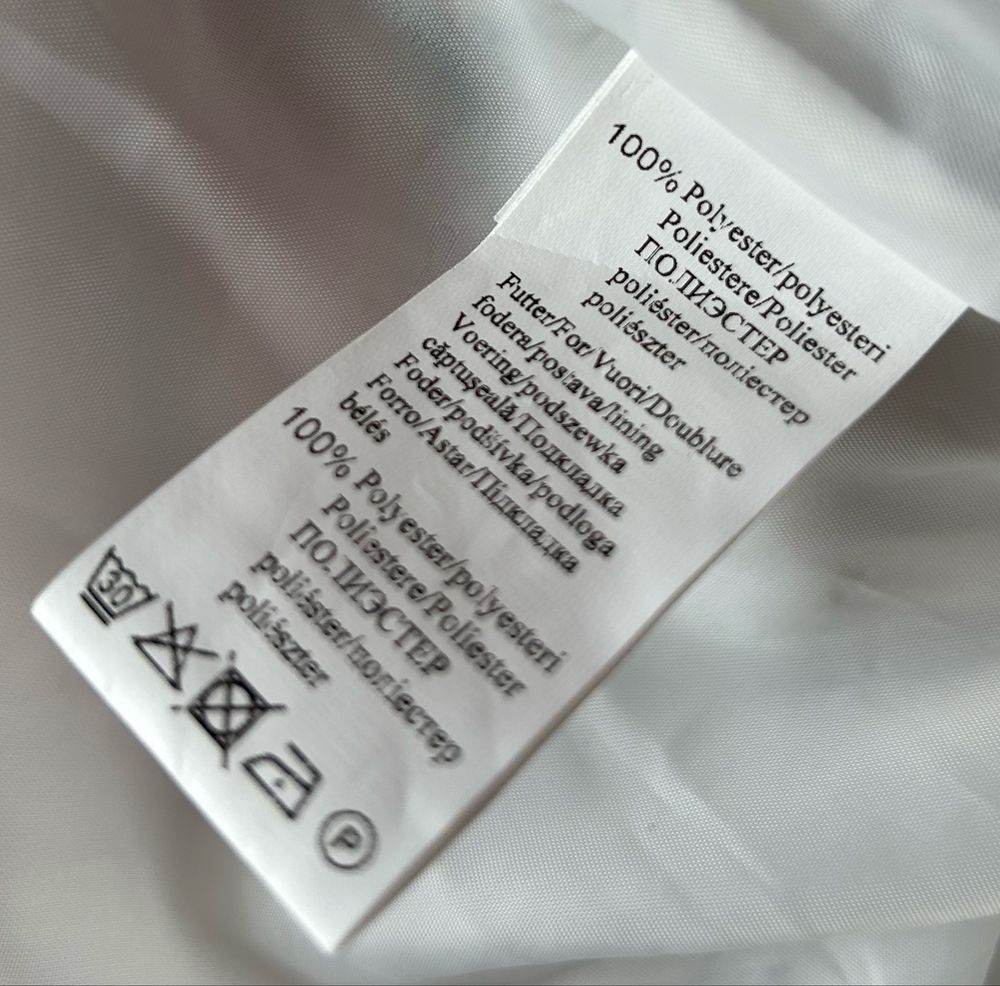 100% Polyester/polyesteri
Poliestere/Poliester
ПОЛИЭСТЕР
poliéster/поліестер
poliészter
Futter/For/Vuori/Doublure
fodera/postava/lining
Voering/podszewka
căptușeală/Подкладка
Foder/podšívka/podloga
Forro/Astar/Підкладка
bélés
100% Polyester/polyesteri
Poliestere/Poliester
ПОЛИЭСТЕР
poliéster/поліестер
poliészter
30
P